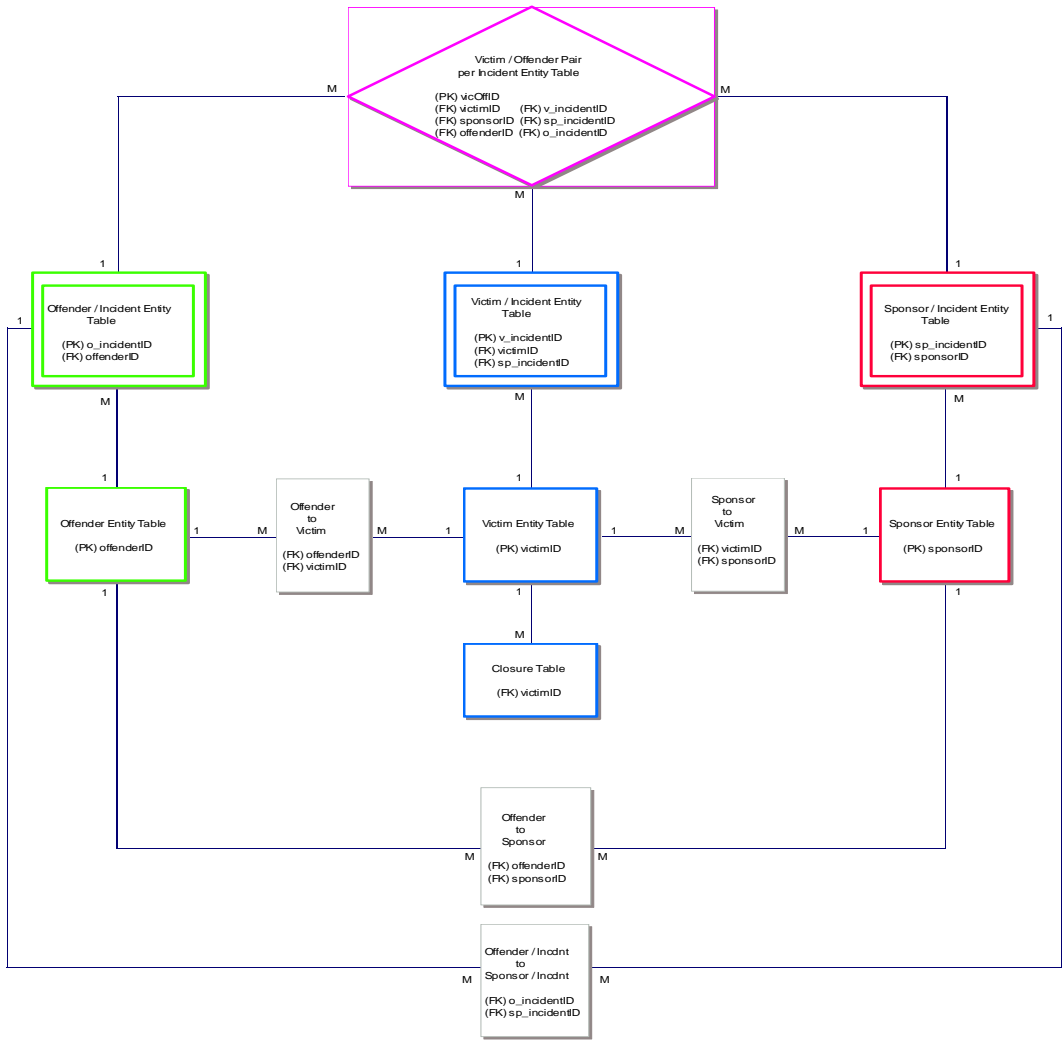 Victim / Offender Pair
per Incident Entity Table
(PK) vicOffID
(FK) victimID (FK) v_incidentID
(FK) sponsorID (FK) sp_incidentID
(FK) offenderID (FK) o_incidentID
M
M
M
1
1
1
Offender / Incident Entity
Table
(PK) o_incidentID
(FK) offenderID
Victim / Incident Entity
Table
(PK) v_incidentID
(FK) victimID
(FK) sp_incidentID
Sponsor / Incident Entity
Table
(PK) sp_incidentID
(FK) sponsorID
1
1
M
M
M
1
1
1
Offender Entity Table
(PK) offenderID
1
M
Offender
to
Victim
(FK) offenderID
(FK) victimID
M
1
Victim Entity Table
(PK) victimID
1
M
Sponsor
to
Victim
(FK) victimID
(FK) sponsorID
M
1
Sponsor Entity Table
(PK) sponsorID
1
1
1
M
Closure Table
(FK) victimID
Offender
to
Sponsor
(FK) offenderID
(FK) sponsorID
M
M
Offender / Incdnt
to
Sponsor / Incdnt
(FK) o_incidentID
(FK) sp_incidentID
M
M